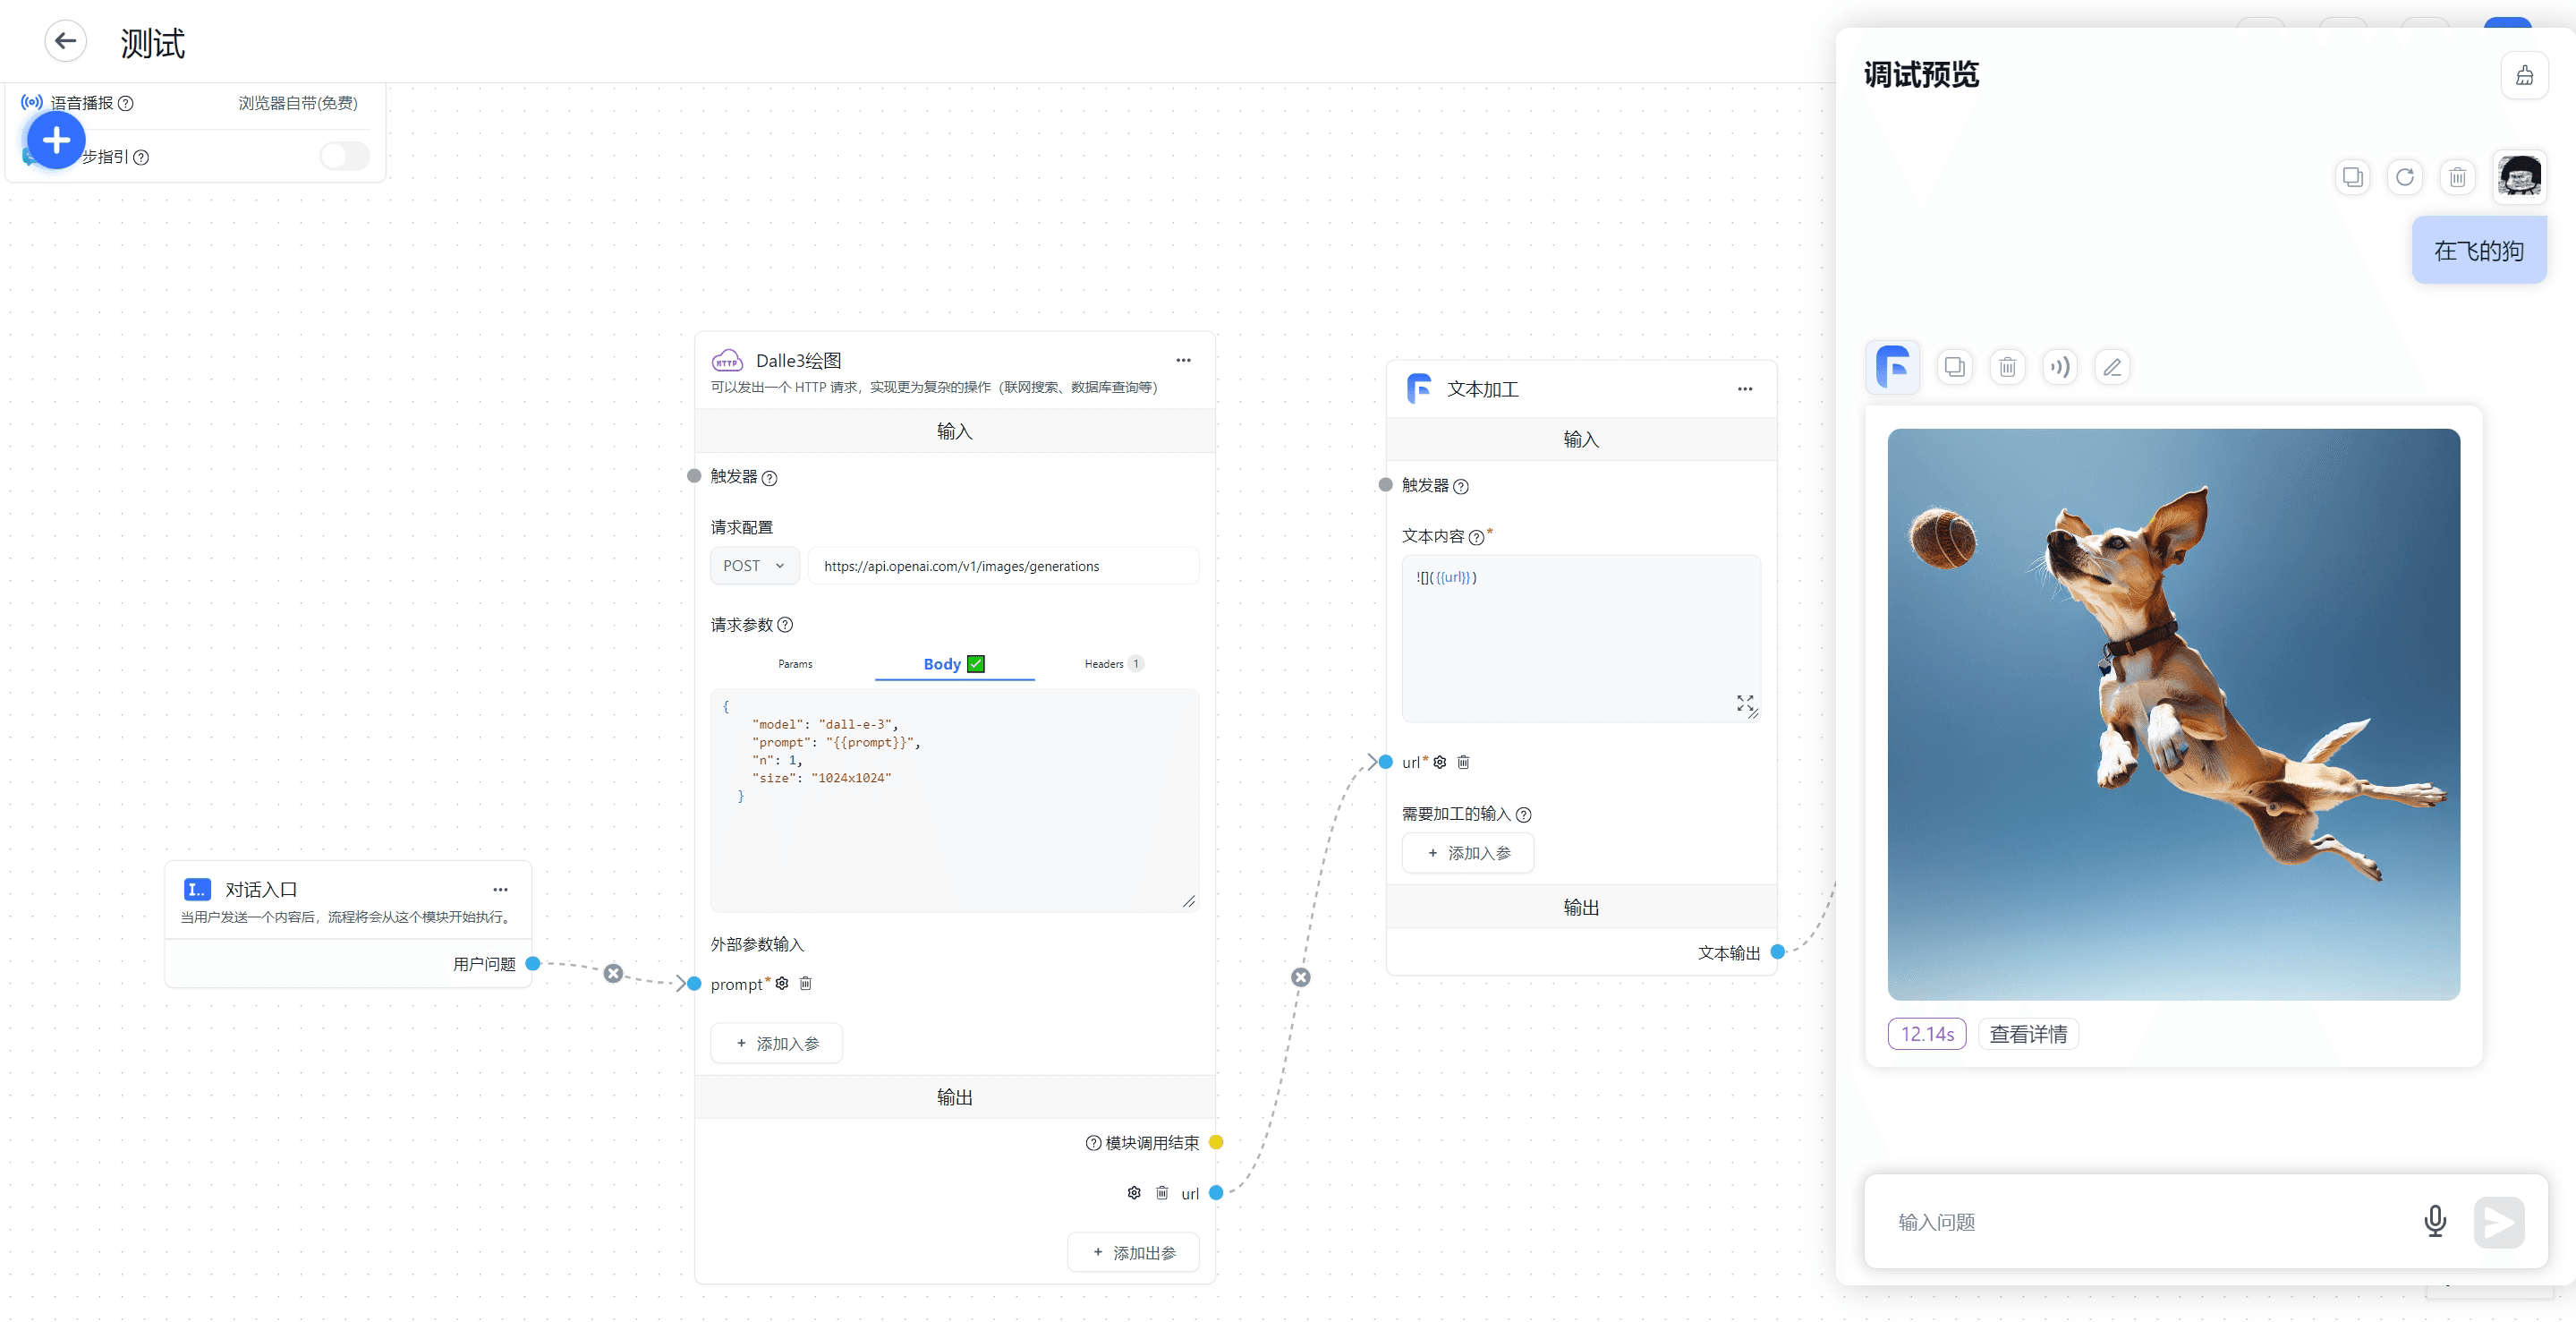 测试
语音播报
浏览器自带(免费)
步指引
Dalle3绘图
可以发出一个 HTTP 请求，实现更为复杂的操作（联网搜索、数据库查询等）
输入
触发器
请求配置
POST
https://api.openai.com/v1/images/generations
请求参数
Params
Body ✅
Headers 1
{
"model": "dall-e-3",
"prompt": "{{prompt}}",
"n": 1,
"size": "1024x1024"
}
外部参数输入
prompt*
+ 添加入参
输出
模块调用结束
url
+ 添加出参
对话入口
当用户发送一个内容后，流程将会从这个模块开始执行。
用户问题
文本加工
输入
触发器
文本内容*
![]({{url}})
url*
需要加工的输入
+ 添加入参
输出
文本输出
调试预览
在飞的狗
12.14s
查看详情
输入问题